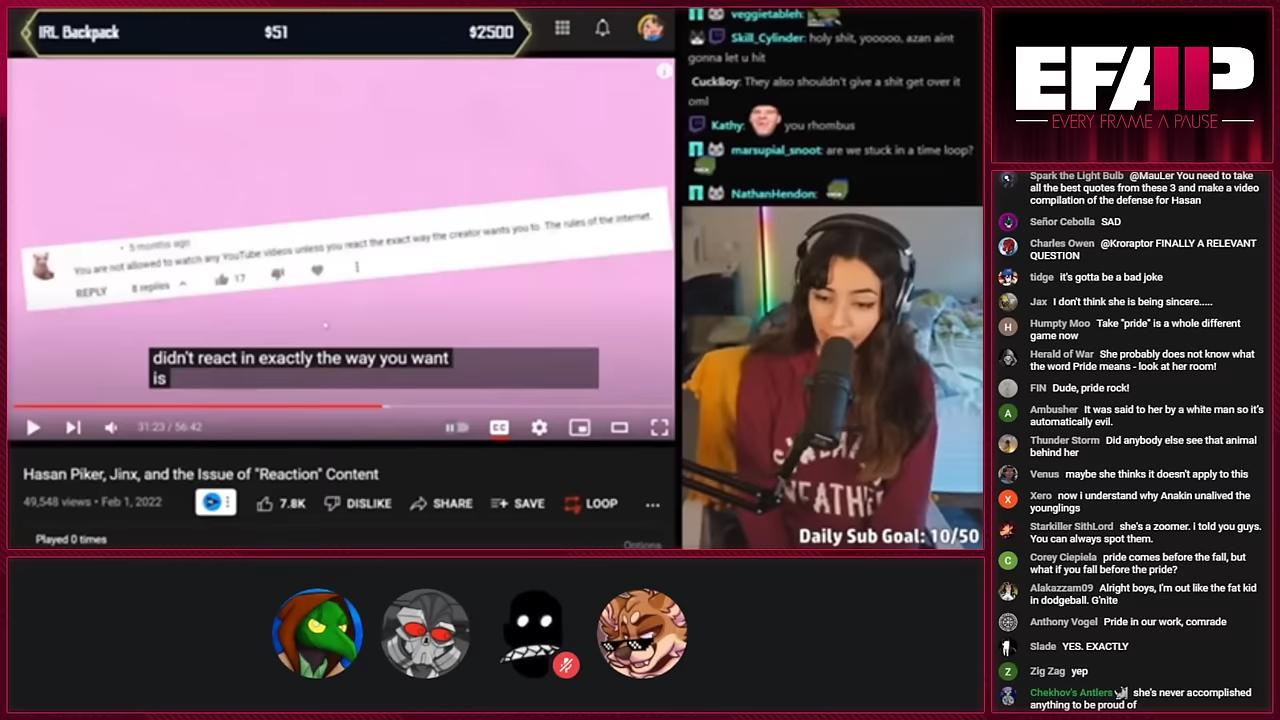 IRL Backpack
$51
$2500
5 months ago
You are not allowed to watch any YouTube videos unless you react the exact way the creator wants you to. The rules of the internet.
17
REPLY
8 replies
didn't react in exactly the way you want
is
31:23 / 56:42
CC
Hasan Piker, Jinx, and the Issue of "Reaction" Content
49,548 views • Feb 1, 2022
7.8K
DISLIKE
SHARE
SAVE
LOOP
Played 0 times
Options
veggietableh:
Skill_Cylinder: holy shit, yooooo, azan aint
gonna let u hit
CuckBoy: They also shouldn't give a shit get over it
oml
Kathy: you rhombus
marsupial_snoot: are we stuck in a time loop?
NathanHendon:
WEATHER
Daily Sub Goal: 10/50
EFAP
EVERY FRAME A PAUSE
Spark the Light Bulb @MauLer You need to take
all the best quotes from these 3 and make a video
compilation of the defense for Hasan
Señor Cebolla SAD
Charles Owen @Kroraptor FINALLY A RELEVANT
QUESTION
tidge it's gotta be a bad joke
Jax I don't think she is being sincere.....
H
Humpty Moo Take "pride" is a whole different
game now
Herald of War She probably does not know what
the word Pride means - look at her room!
FIN Dude, pride rock!
A
Ambusher It was said to her by a white man so it's
automatically evil.
Thunder Storm Did anybody else see that animal
behind her
Venus maybe she thinks it doesn't apply to this
X
Xero now i understand why Anakin unalived the
younglings
Starkiller SithLord she's a zoomer. i told you guys.
You can always spot them.
C
Corey Ciepiela pride comes before the fall, but
what if you fall before the pride?
Alakazzam09 Alright boys, I'm out like the fat kid
in dodgeball. G'nite
Anthony Vogel Pride in our work, comrade
Slade YES. EXACTLY
Z
Zig Zag yep
Chekhov's Antlers she's never accomplished
anything to be proud of